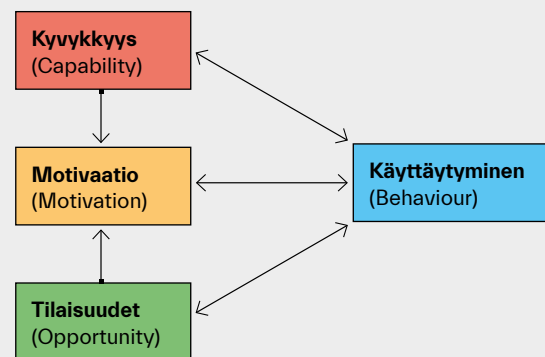 Kyvykkyys
(Capability)
Motivaatio
(Motivation)
Käyttäytyminen
(Behaviour)
Tilaisuudet
(Opportunity)